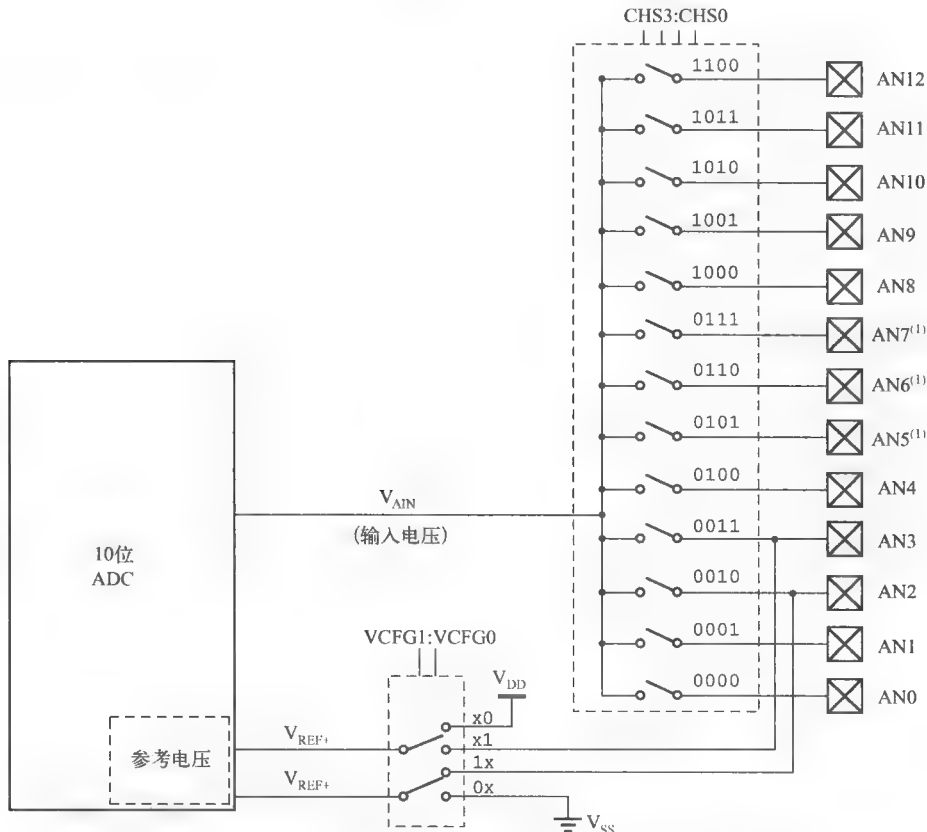 CHS3:CHS0
1100 AN12
1011 AN11
1010 AN10
1001 AN9
1000 AN8
0111 AN7(1)
0110 AN6(1)
0101 AN5(1)
0100 AN4
0011 AN3
0010 AN2
0001 AN1
0000 AN0
VAIN
(输入电压)
10位
ADC
VCFG1:VCFG0
VDD
x0
x1
1x
0x
VREF+
VREF+
参考电压
VSS